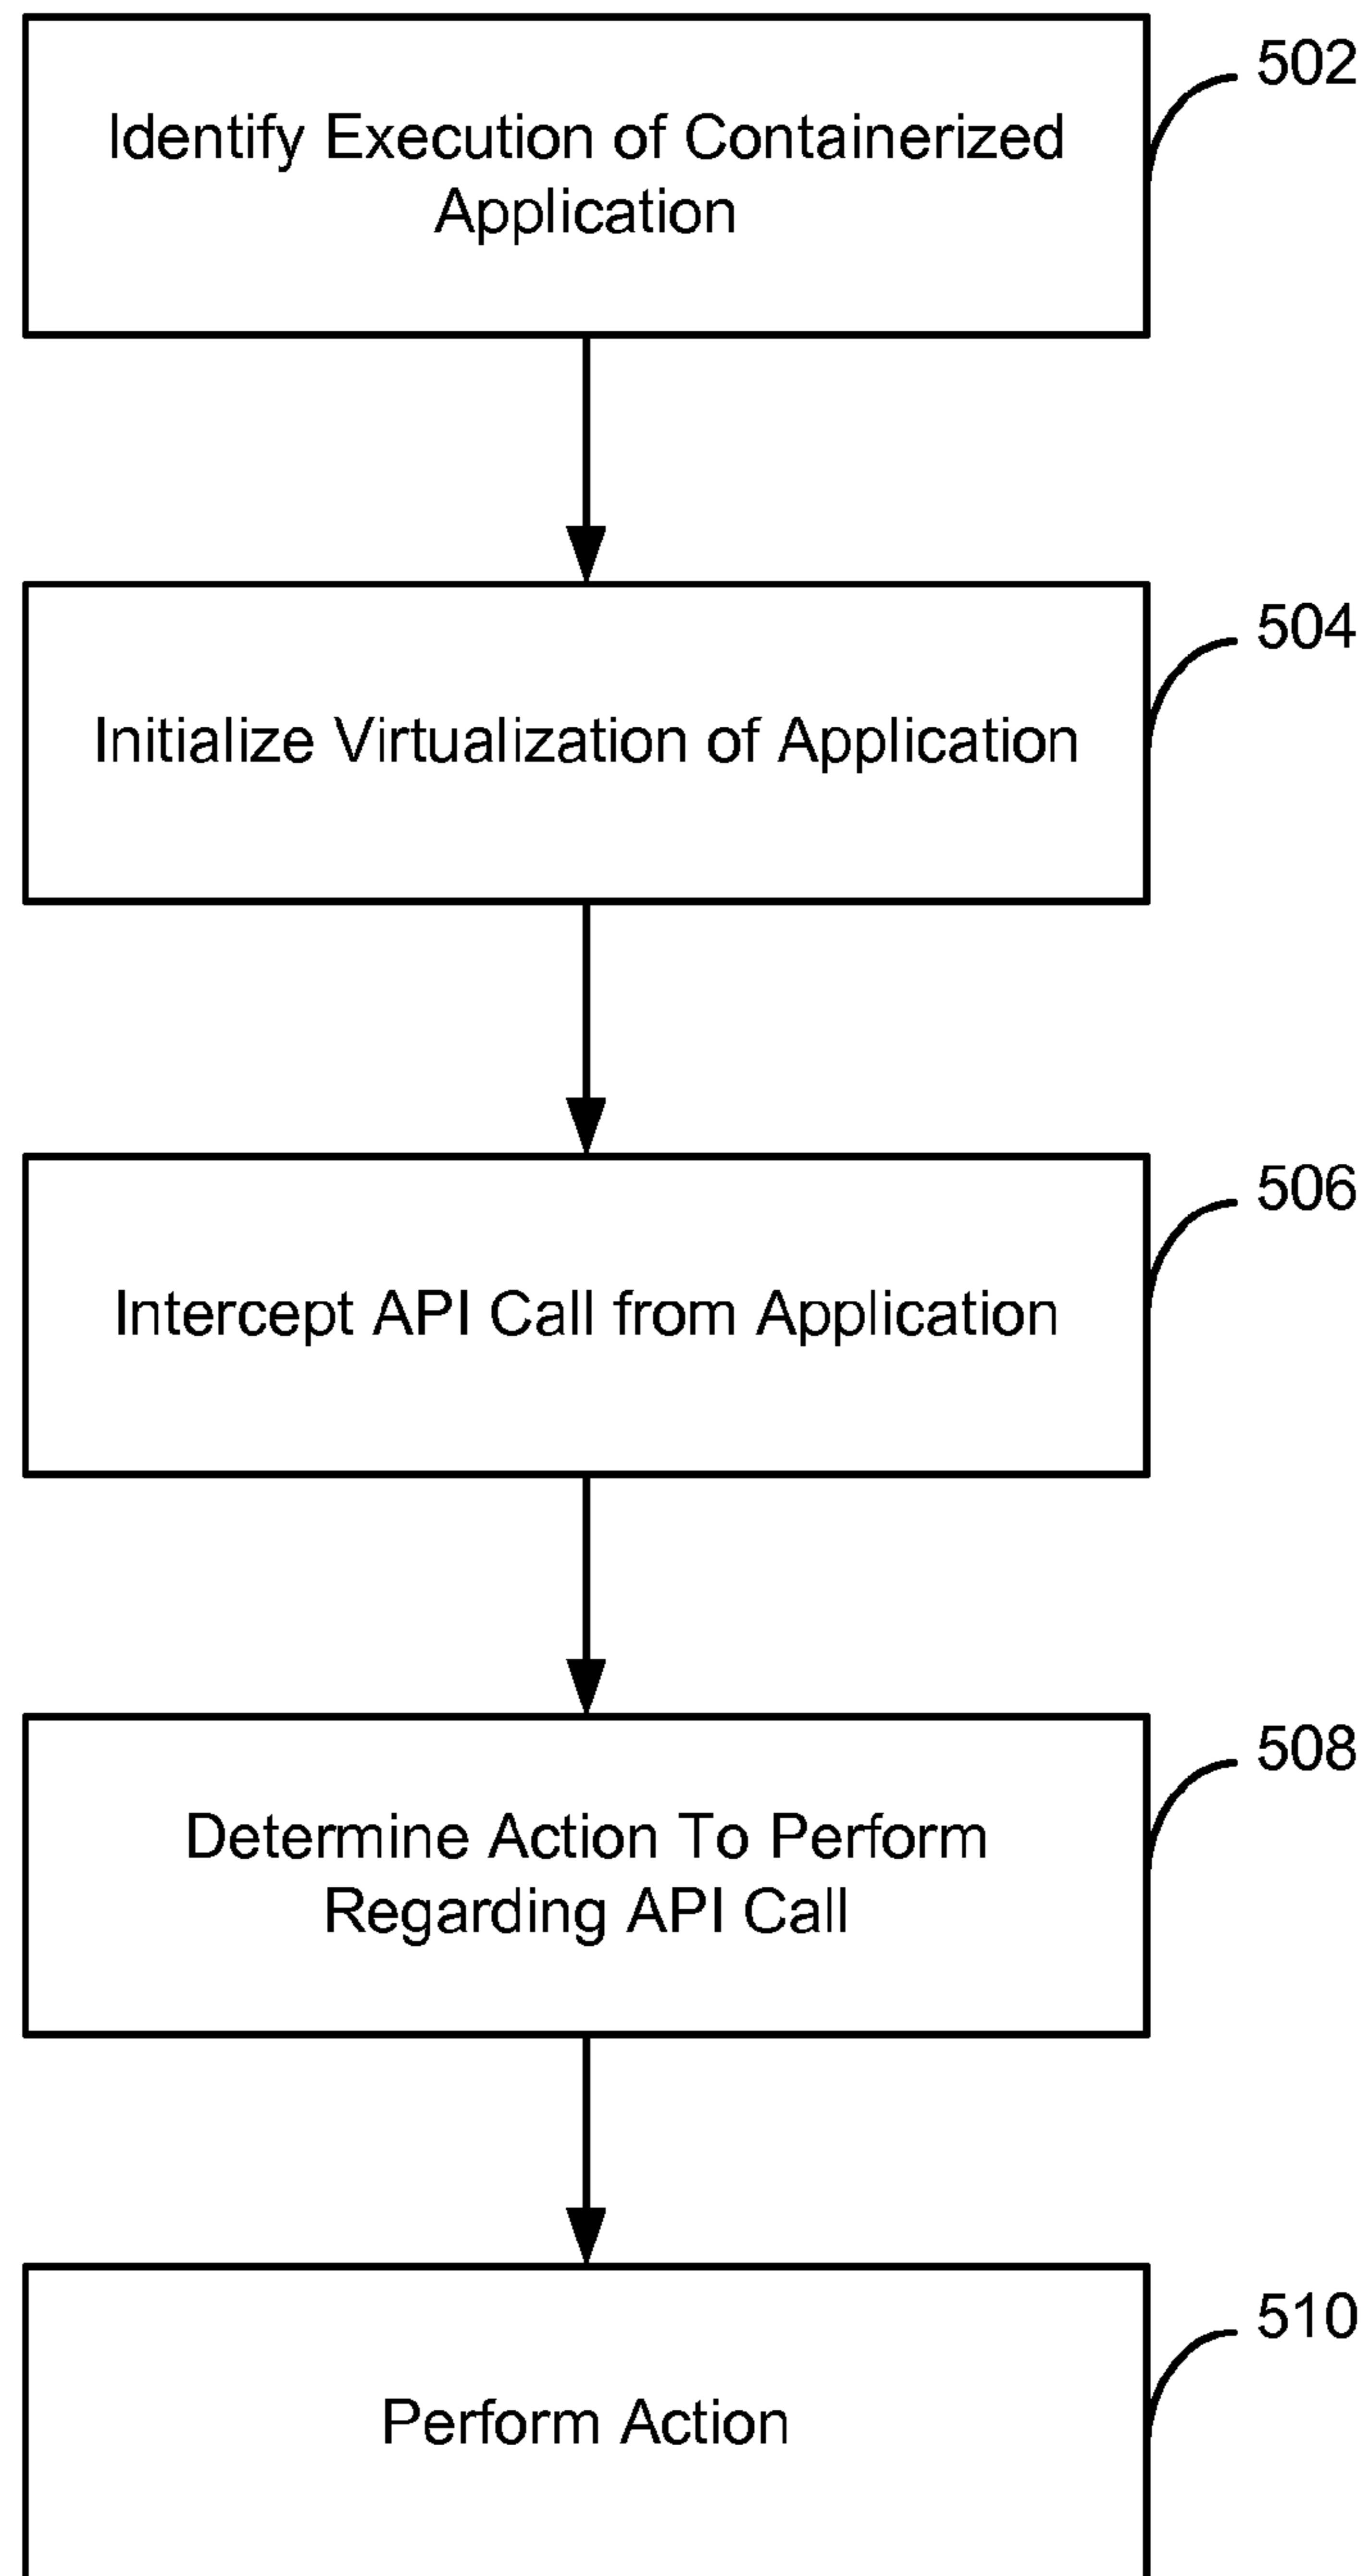 502
Identify Execution of Containerized
Application
504
Initialize Virtualization of Application
506
Intercept API Call from Application
508
Determine Action To Perform
Regarding API Call
510
Perform Action